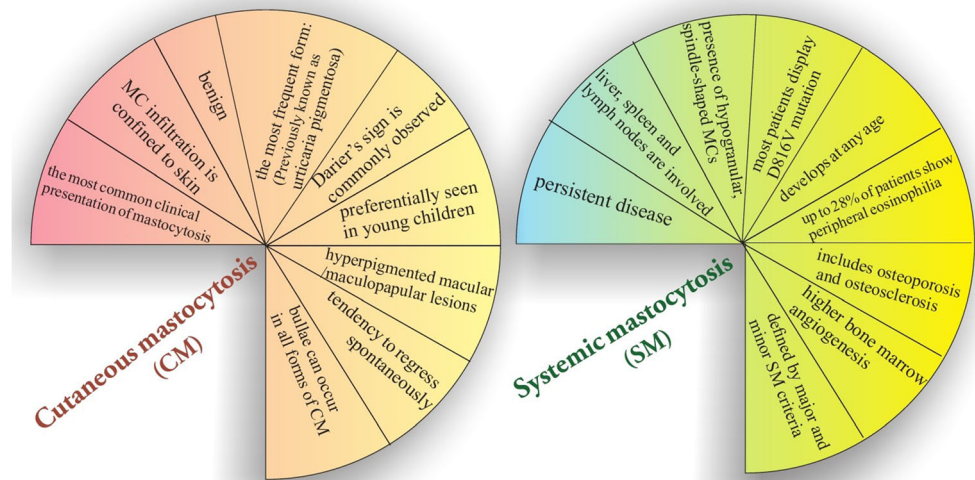 the most common clinical
presentation of mastocytosis
MC infiltration is
confined to skin
benign
the most frequent form:
(Previously known as
urticaria pigmentosa)
Darier's sign is
commonly observed
preferentially seen
in young children
hyperpigmented macular
/maculopapular lesions
tendency to regress
spontaneously
bullae can occur
in all forms of CM
Cutaneous mastocytosis
(CM)
persistent disease
liver, spleen and
lymph nodes are involved
presence of hypogranular,
spindle-shaped MCs
most patients display
D816V mutation
develops at any age
up to 28% of patients show
peripheral eosinophilia
includes osteoporosis
and osteosclerosis
higher bone marrow
angiogenesis
defined by major and
minor SM criteria
Systemic mastocytosis
(SM)